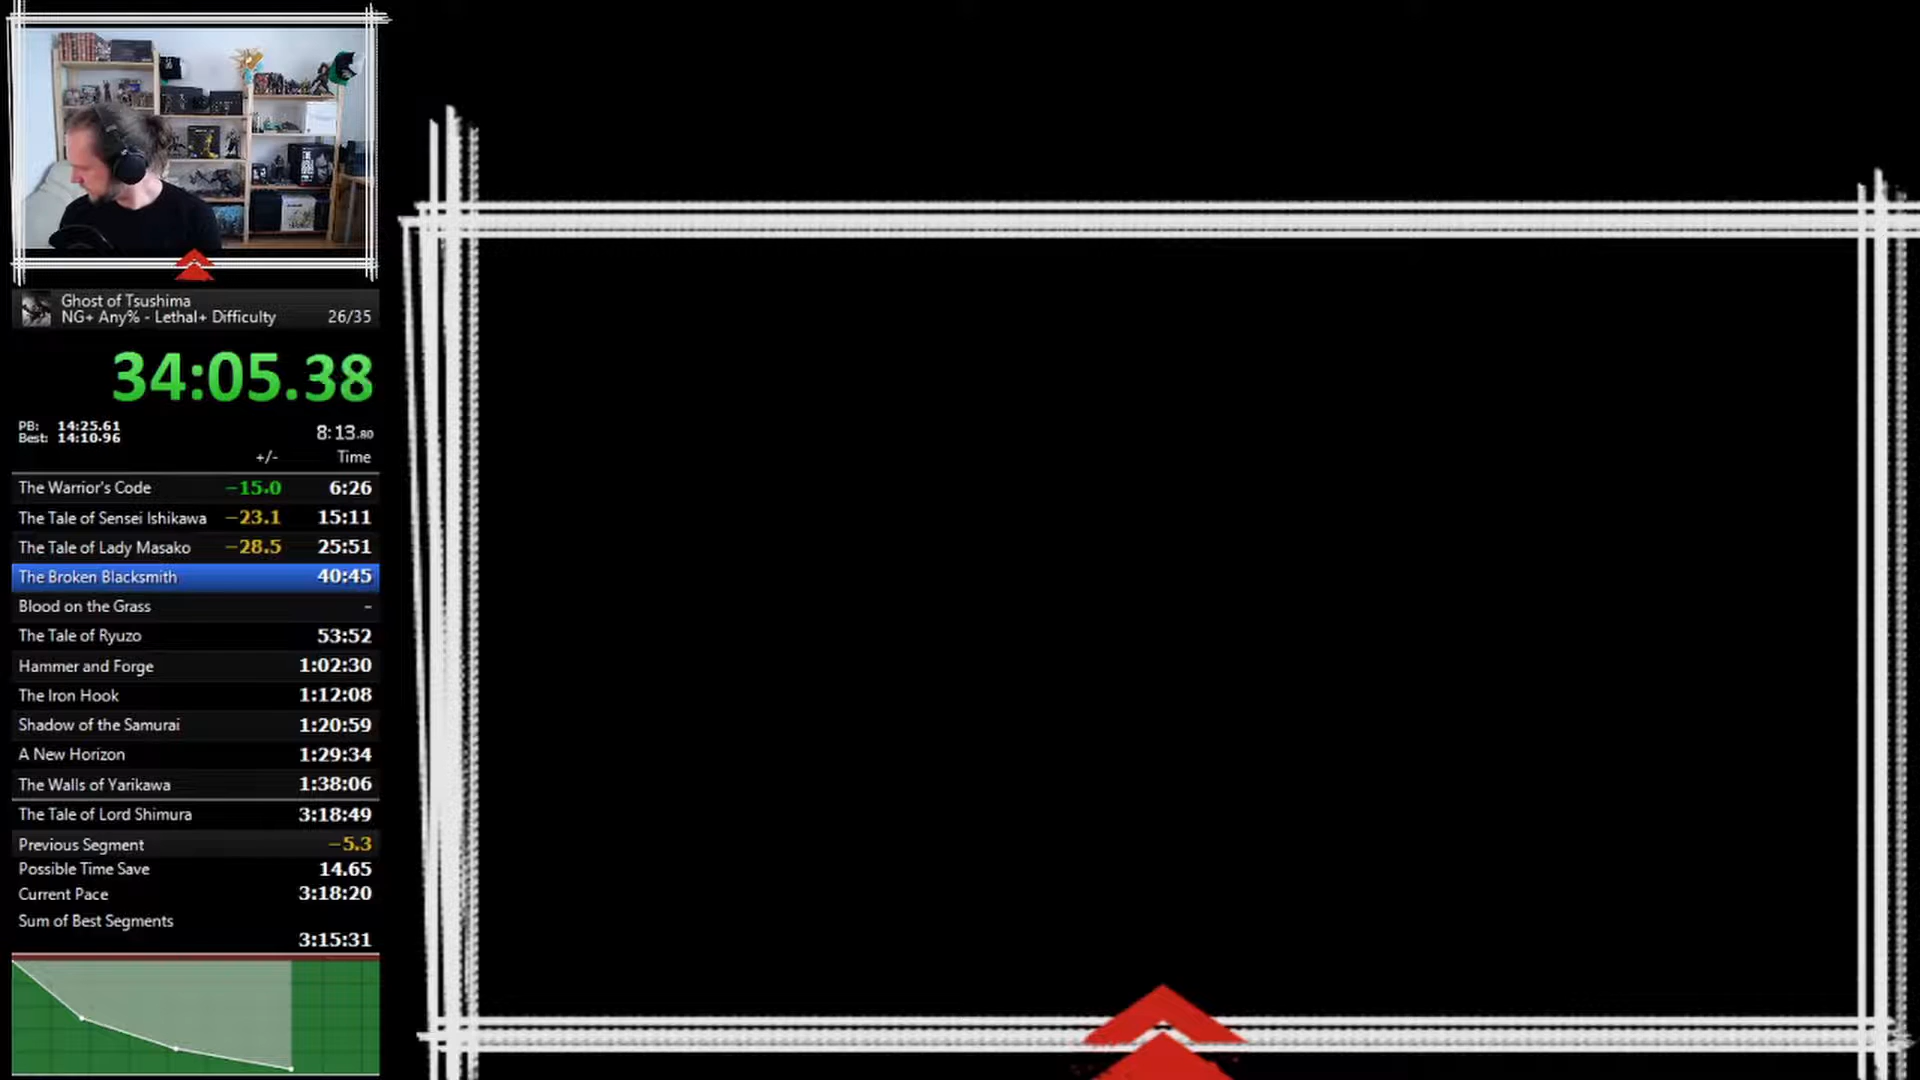 Ghost of Tsushima
NG+ Any% - Lethal+ Difficulty 26/35
34:05.38
PB: 14:25.61
Best: 14:10.96 8:13.80
+/- Time
The Warrior's Code −15.0 6:26
The Tale of Sensei Ishikawa −23.1 15:11
The Tale of Lady Masako −28.5 25:51
The Broken Blacksmith 40:45
Blood on the Grass -
The Tale of Ryuzo 53:52
Hammer and Forge 1:02:30
The Iron Hook 1:12:08
Shadow of the Samurai 1:20:59
A New Horizon 1:29:34
The Walls of Yarikawa 1:38:06
The Tale of Lord Shimura 3:18:49
Previous Segment −5.3
Possible Time Save 14.65
Current Pace 3:18:20
Sum of Best Segments
3:15:31